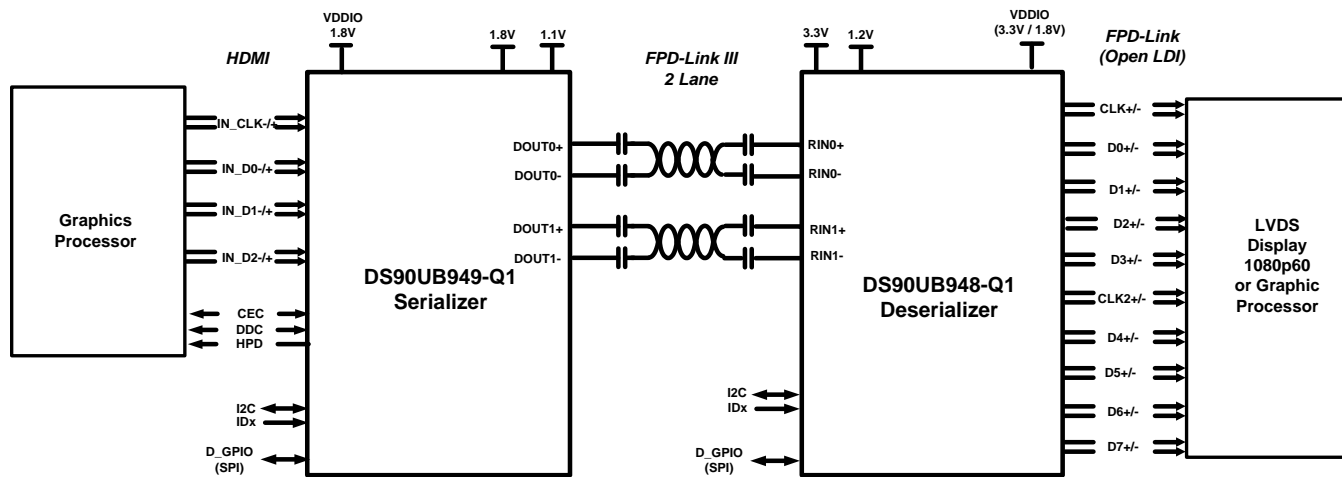 VDDIO
1.8V
1.8V
1.1V
3.3V
1.2V
VDDIO
(3.3V / 1.8V)
HDMI
FPD-Link III
2 Lane
FPD-Link
(Open LDI)
Graphics
Processor
IN_CLK-/+
IN_D0-/+
IN_D1-/+
IN_D2-/+
CEC
DDC
HPD
I2C
IDx
D_GPIO
(SPI)
DOUT0+
DOUT0-
DOUT1+
DOUT1-
DS90UB949-Q1
Serializer
RIN0+
RIN0-
RIN1+
RIN1-
DS90UB948-Q1
Deserializer
I2C
IDx
D_GPIO
(SPI)
CLK+/-
D0+/-
D1+/-
D2+/-
D3+/-
CLK2+/-
D4+/-
D5+/-
D6+/-
D7+/-
LVDS
Display
1080p60
or Graphic
Processor